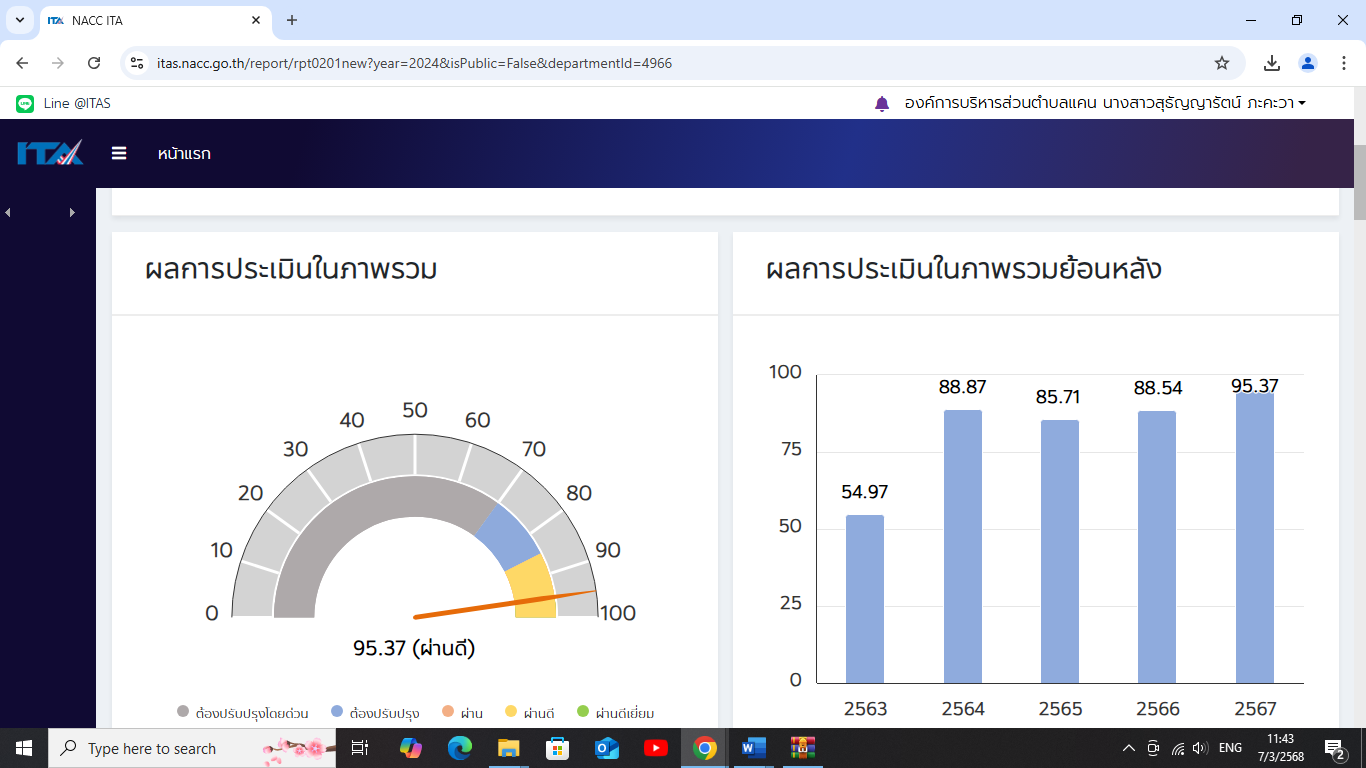 NACC ITA
itas.nacc.go.th/report/rpt0201new?year=2024&isPublic=False&departmentId=4966
Line @ITAS
องค์การบริหารส่วนตำบลแคน นางสาวสุธัญญารัตน์ ภะคะวา
ITA หน้าแรก
ผลการประเมินในภาพรวม
0
10
20
30
40
50
60
70
80
90
100
95.37 (ผ่านดี)
ต้องปรับปรุงโดยด่วน ต้องปรับปรุง ผ่าน ผ่านดี ผ่านดีเยี่ยม
ผลการประเมินในภาพรวมย้อนหลัง
100
75
50
25
0
54.97 88.87 85.71 88.54 95.37
2563 2564 2565 2566 2567
Type here to search
ENG
11:43
7/3/2568
2